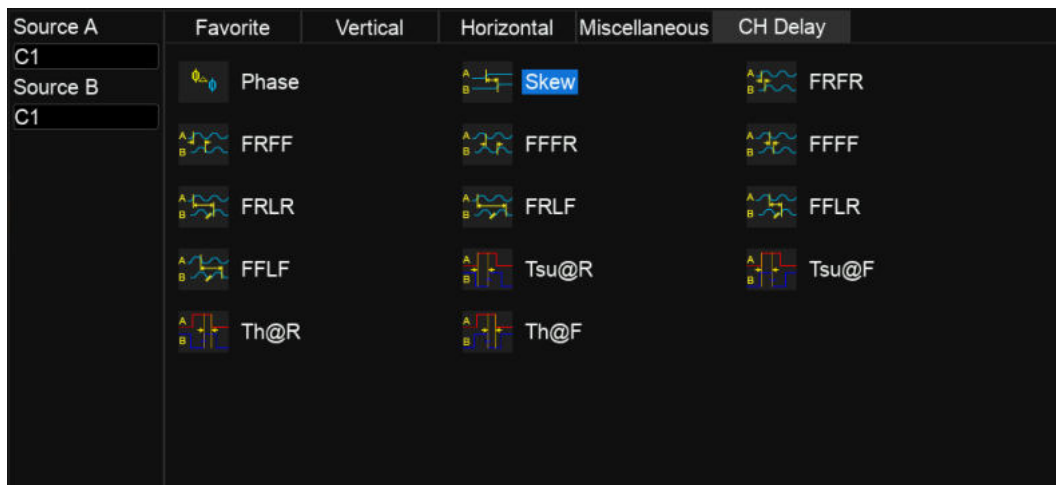 Source A
C1
Source B
C1
Favorite Vertical Horizontal Miscellaneous CH Delay
Phase Skew FRFR
FRFF FFFR FFFF
FRLR FRLF FFLR
FFLF Tsu@R Tsu@F
Th@R Th@F